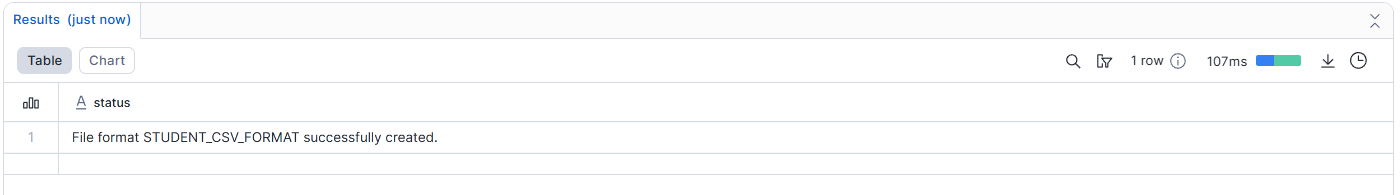 Results (just now)
Table Chart 1 row 107ms
A status
1 File format STUDENT_CSV_FORMAT successfully created.